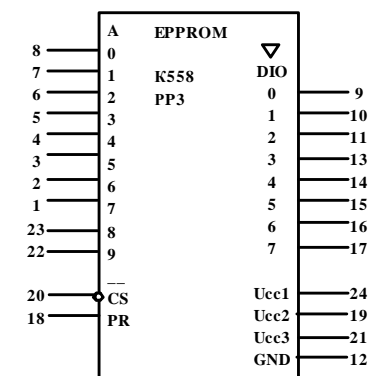 A EPPROM
8 0 ▽
7 1 К558 DIO
6 2 РР3 0 9
5 3 1 10
4 4 2 11
3 5 3 13
2 6 4 14
1 7 5 15
23 8 6 16
22 9 7 17
20 C̅S̅ Ucc1 24
18 PR Ucc2 19
Ucc3 21
GND 12